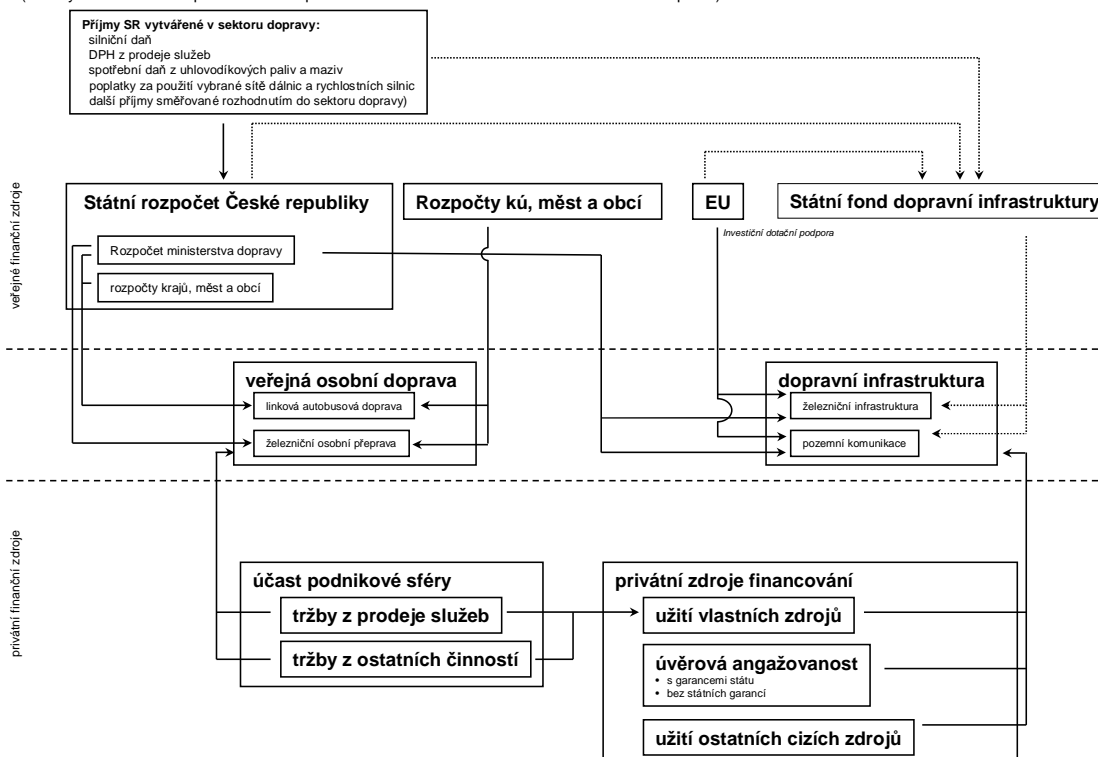 Příjmy SR vytvářené v sektoru dopravy:
silniční daň
DPH z prodeje služeb
spotřební daň z uhlovodíkových paliv a maziv
poplatky za použití vybrané sítě dálnic a rychlostních silnic
další příjmy směřované rozhodnutím do sektoru dopravy)
veřejné finanční zdroje
Státní rozpočet České republiky
Rozpočet ministerstva dopravy
rozpočty krajů, měst a obcí
Rozpočty kú, měst a obcí
EU
Investiční dotační podpora
Státní fond dopravní infrastruktury
veřejná osobní doprava
linková autobusová doprava
železniční osobní přeprava
dopravní infrastruktura
železniční infrastruktura
pozemní komunikace
privátní finanční zdroje
účast podnikové sféry
tržby z prodeje služeb
tržby z ostatních činností
privátní zdroje financování
užití vlastních zdrojů
úvěrová angažovanost
• s garancemi státu
• bez státních garancí
užití ostatních cizích zdrojů